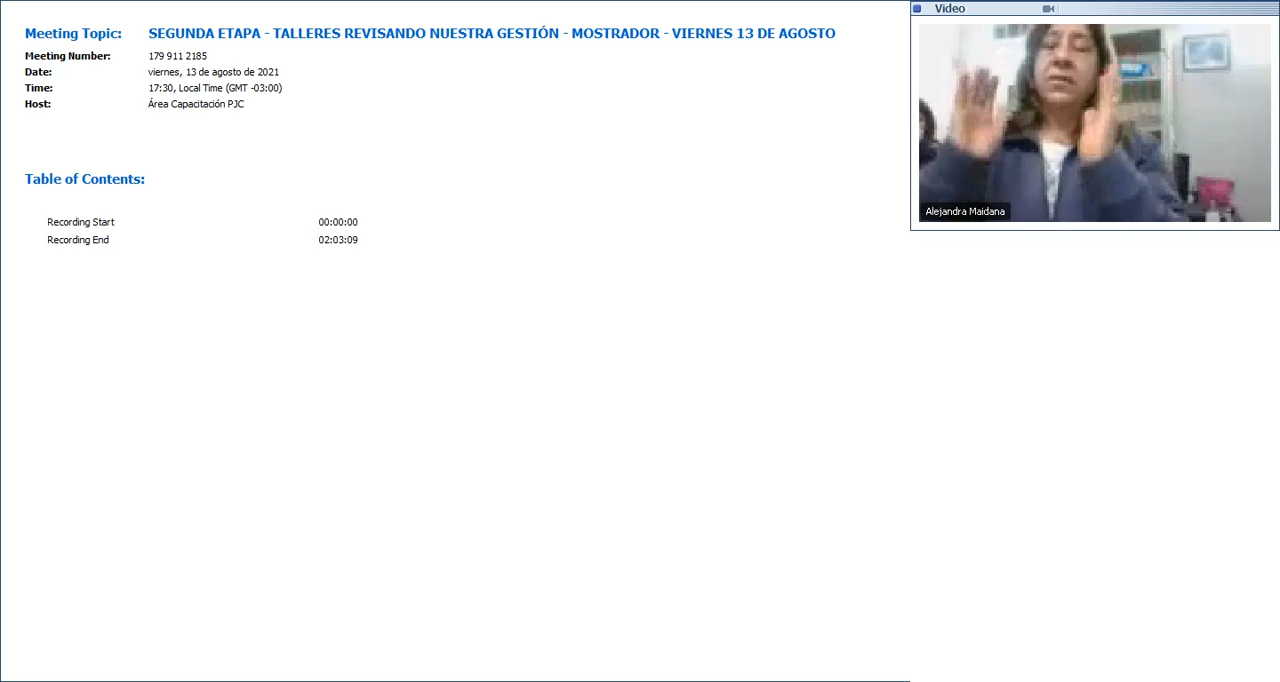 Meeting Topic: SEGUNDA ETAPA - TALLERES REVISANDO NUESTRA GESTIÓN - MOSTRADOR - VIERNES 13 DE AGOSTO
Meeting Number: 179 911 2185
Date: viernes, 13 de agosto de 2021
Time: 17:30, Local Time (GMT -03:00)
Host: Área Capacitación PJC
Table of Contents:
Recording Start 00:00:00
Recording End 02:03:09
Video
Alejandra Maidana